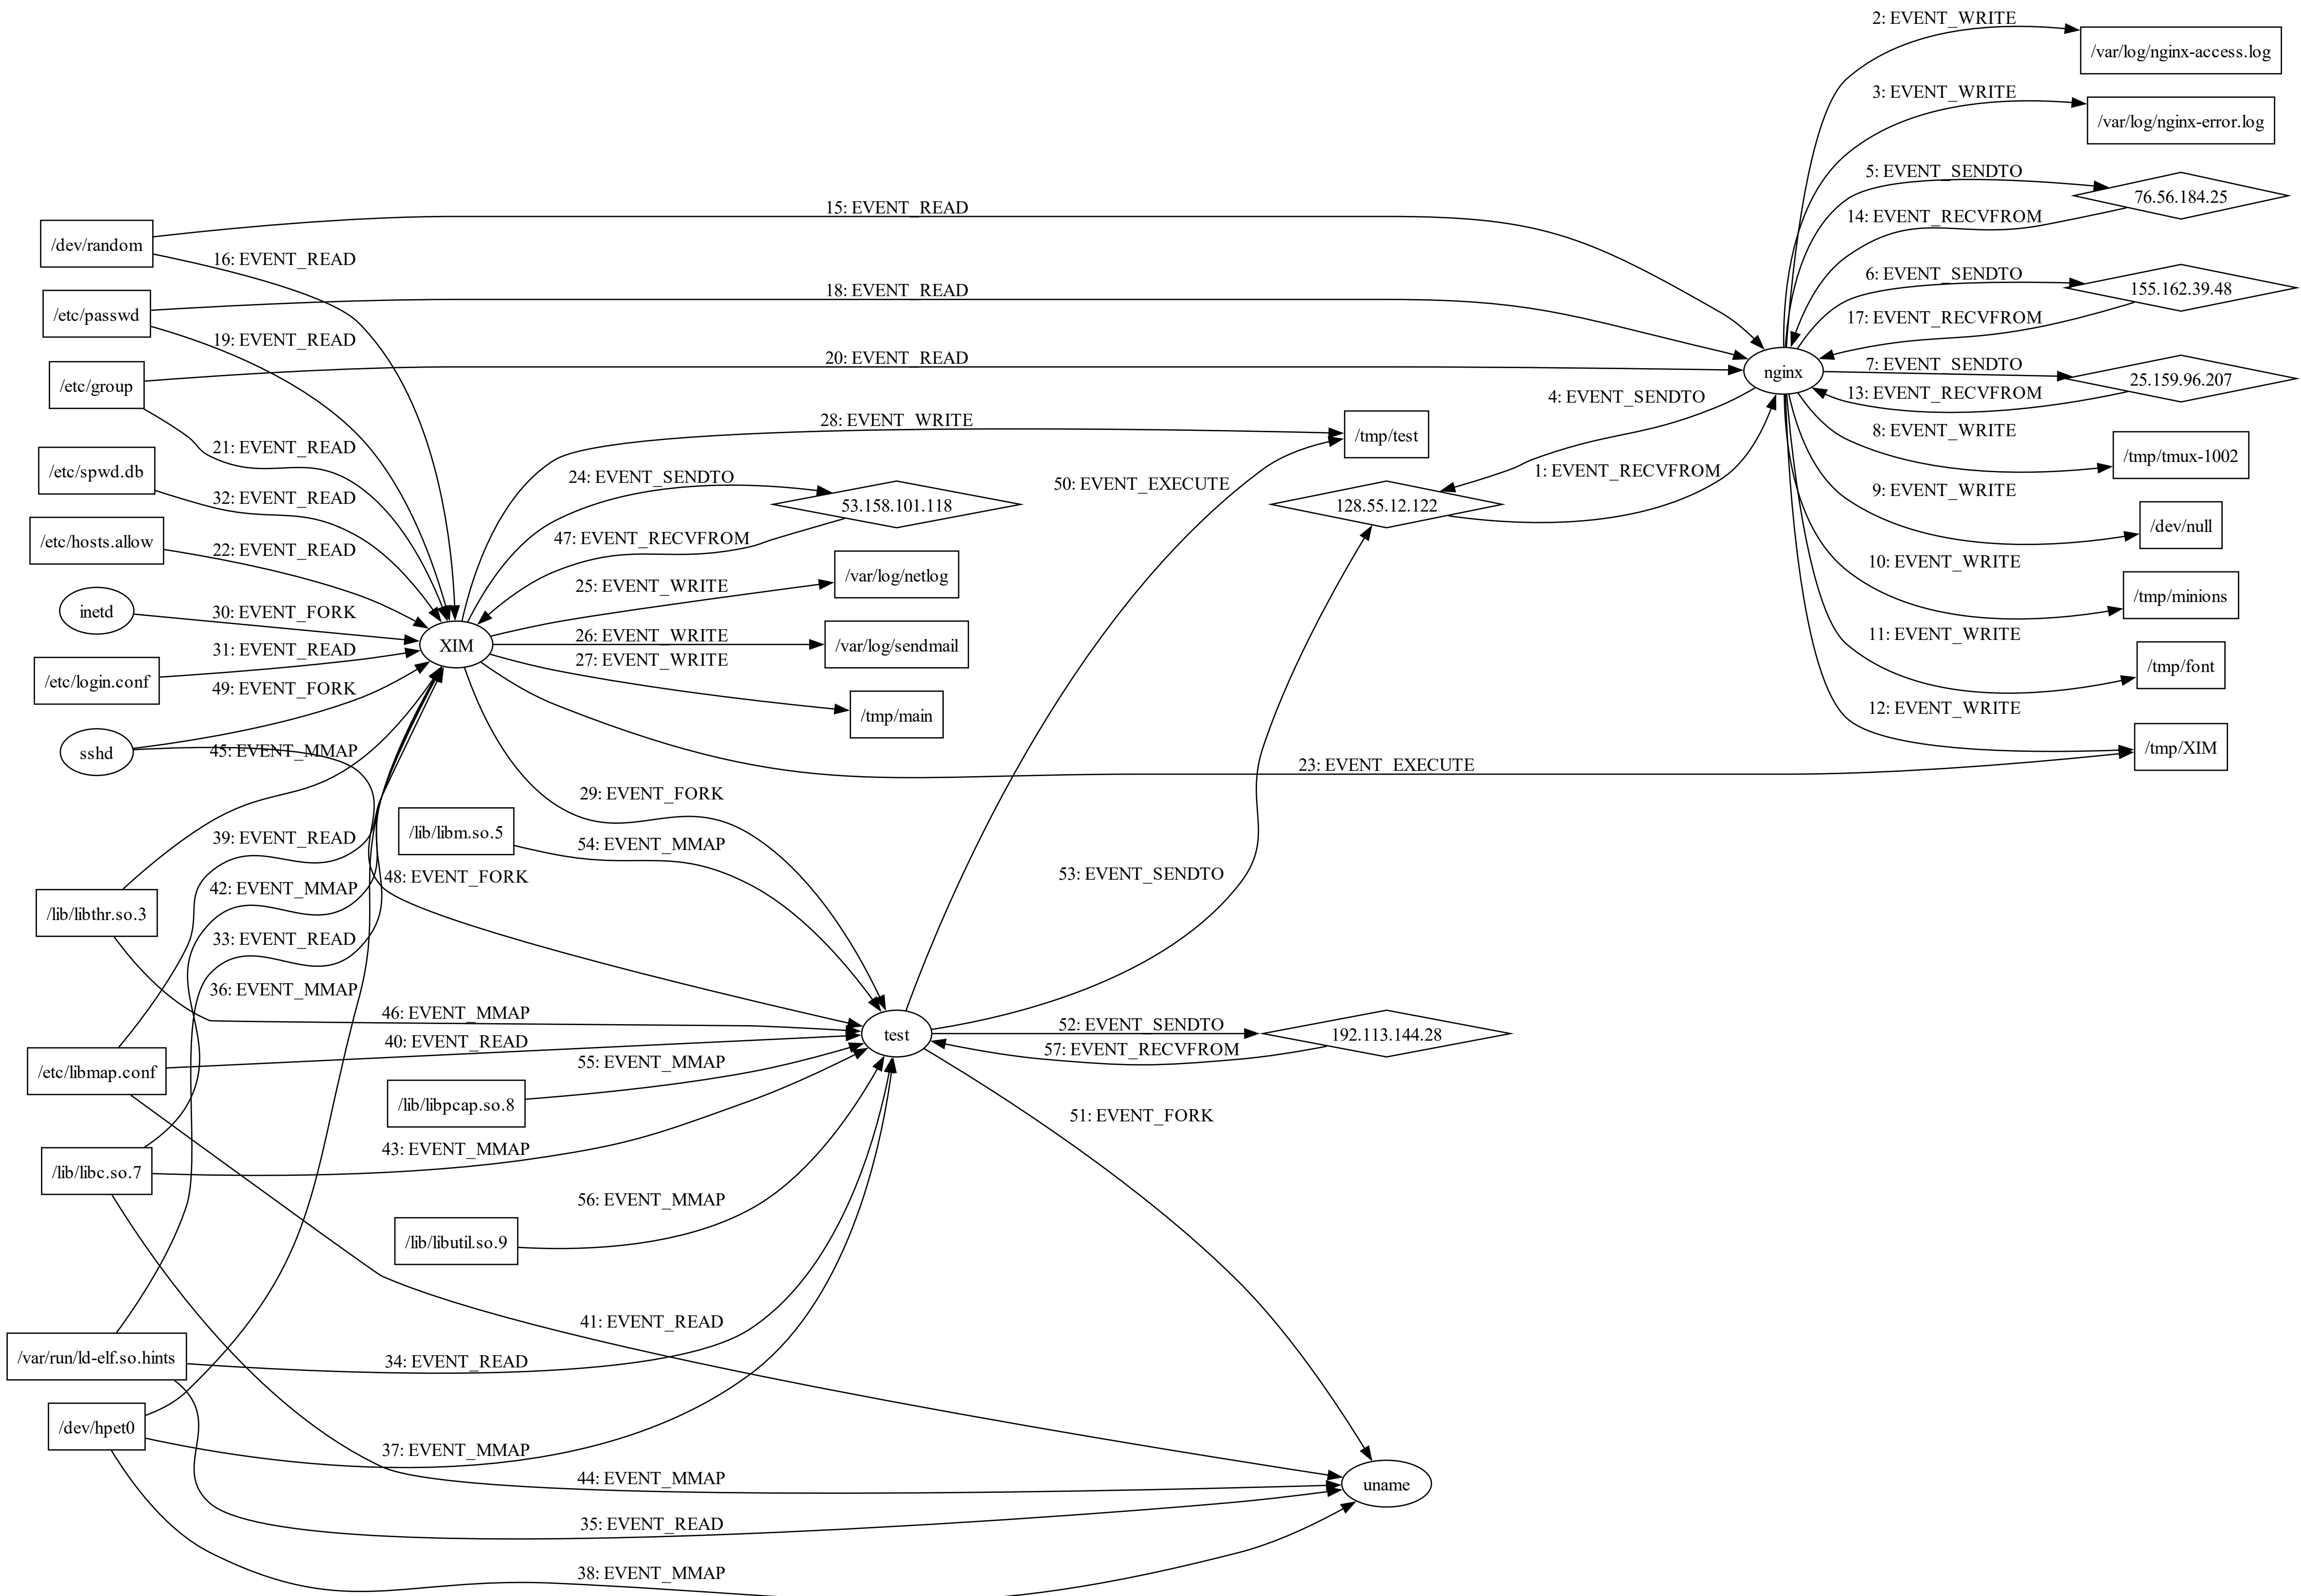 2: EVENT_WRITE
/var/log/nginx-access.log
3: EVENT_WRITE
/var/log/nginx-error.log
5: EVENT_SENDTO
76.56.184.25
14: EVENT_RECVFROM
15: EVENT_READ
/dev/random
16: EVENT_READ
6: EVENT_SENDTO
155.162.39.48
18: EVENT_READ
/etc/passwd
17: EVENT_RECVFROM
19: EVENT_READ
20: EVENT_READ
/etc/group
nginx
7: EVENT_SENDTO
25.159.96.207
13: EVENT_RECVFROM
4: EVENT_SENDTO
28: EVENT_WRITE
/tmp/test
8: EVENT_WRITE
21: EVENT_READ
/tmp/tmux-1002
/etc/spwd.db
1: EVENT_RECVFROM
24: EVENT_SENDTO
50: EVENT_EXECUTE
9: EVENT_WRITE
32: EVENT_READ
53.158.101.118
128.55.12.122
/dev/null
/etc/hosts.allow
47: EVENT_RECVFROM
22: EVENT_READ
10: EVENT_WRITE
/var/log/netlog
25: EVENT_WRITE
/tmp/minions
inetd
30: EVENT_FORK
26: EVENT_WRITE
11: EVENT_WRITE
XIM
/var/log/sendmail
31: EVENT_READ
27: EVENT_WRITE
/tmp/font
/etc/login.conf
49: EVENT_FORK
12: EVENT_WRITE
/tmp/main
sshd
45: EVENT_MMAP
/tmp/XIM
23: EVENT_EXECUTE
29: EVENT_FORK
/lib/libm.so.5
39: EVENT_READ
54: EVENT_MMAP
48: EVENT_FORK
53: EVENT_SENDTO
42: EVENT_MMAP
/lib/libthr.so.3
33: EVENT_READ
36: EVENT_MMAP
46: EVENT_MMAP
52: EVENT_SENDTO
test
192.113.144.28
40: EVENT_READ
57: EVENT_RECVFROM
55: EVENT_MMAP
/etc/libmap.conf
/lib/libpcap.so.8
51: EVENT_FORK
43: EVENT_MMAP
/lib/libc.so.7
56: EVENT_MMAP
/lib/libutil.so.9
41: EVENT_READ
/var/run/ld-elf.so.hints
34: EVENT_READ
/dev/hpet0
37: EVENT_MMAP
44: EVENT_MMAP
uname
35: EVENT_READ
38: EVENT_MMAP